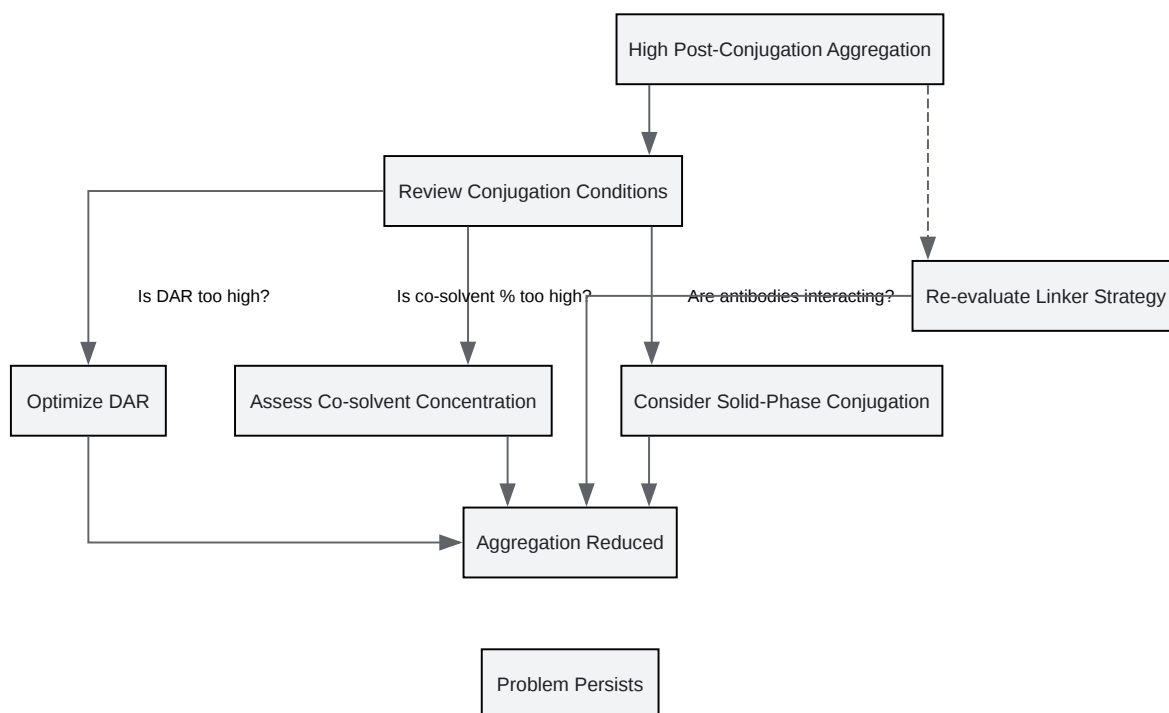 High Post-Conjugation Aggregation
Review Conjugation Conditions
Is DAR too high?
Is co-solvent % too high?
Are antibodies interacting?
Re-evaluate Linker Strategy
Optimize DAR
Assess Co-solvent Concentration
Consider Solid-Phase Conjugation
Aggregation Reduced
Problem Persists